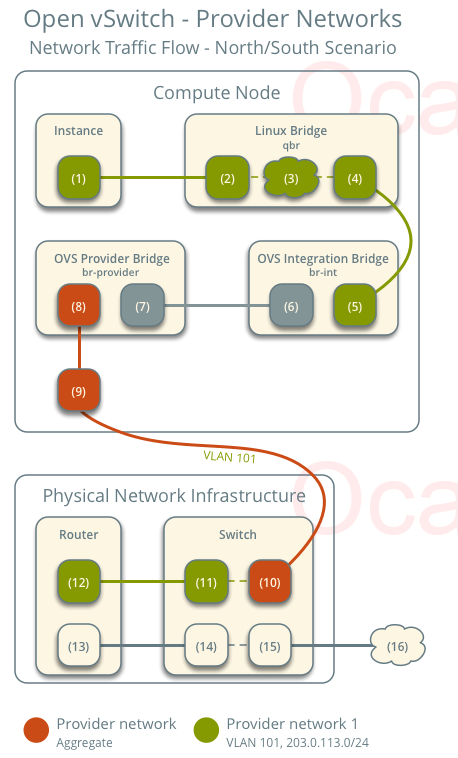 Open vSwitch - Provider Networks
Network Traffic Flow - North/South Scenario
Compute Node
Instance
(1)
Linux Bridge
qbr
(2)
(3)
(4)
OVS Provider Bridge
br-provider
(8)
(7)
OVS Integration Bridge
br-int
(6)
(5)
(9)
VLAN 101
Physical Network Infrastructure
Router
Switch
(12)
(11)
(10)
(13)
(14)
(15)
(16)
Provider network
Aggregate
Provider network 1
VLAN 101, 203.0.113.0/24